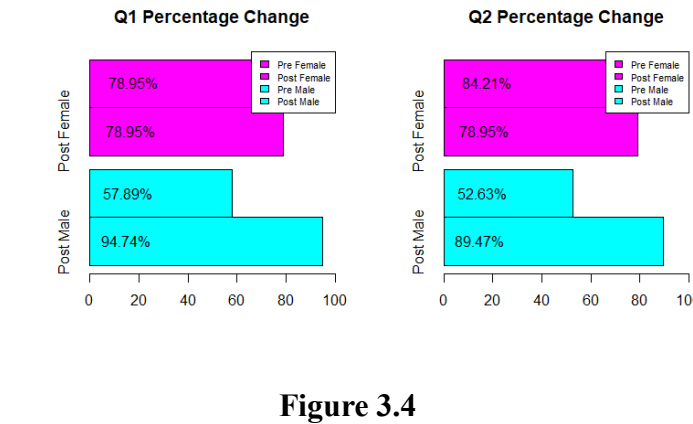 Q1 Percentage Change
Pre Female
Post Female
Pre Male
Post Male
78.95%
78.95%
57.89%
94.74%
Post Female
Post Male
0 20 40 60 80 100
Q2 Percentage Change
Pre Female
Post Female
Pre Male
Post Male
84.21%
78.95%
52.63%
89.47%
Post Female
Post Male
0 20 40 60 80 10
Figure 3.4